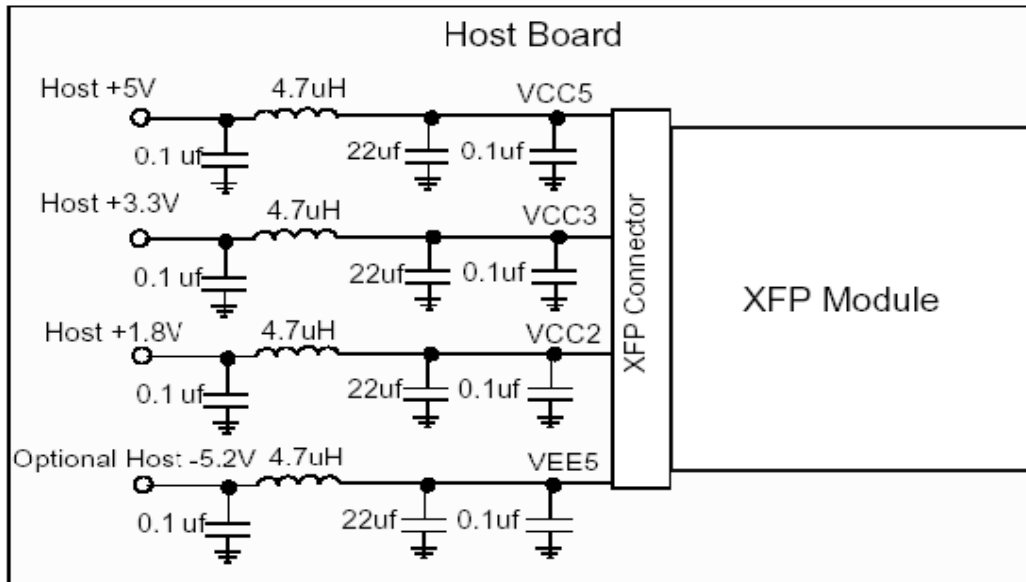 Host Board
Host +5V
4.7uH
VCC5
0.1 uf
22uf
0.1uf
Host +3.3V
4.7uH
VCC3
0.1 uf
22uf
0.1uf
Host +1.8V
4.7uH
VCC2
0.1 uf
22uf
0.1uf
Optional Host -5.2V
4.7uH
VEE5
0.1 uf
22uf
0.1uf
XFP Connector
XFP Module